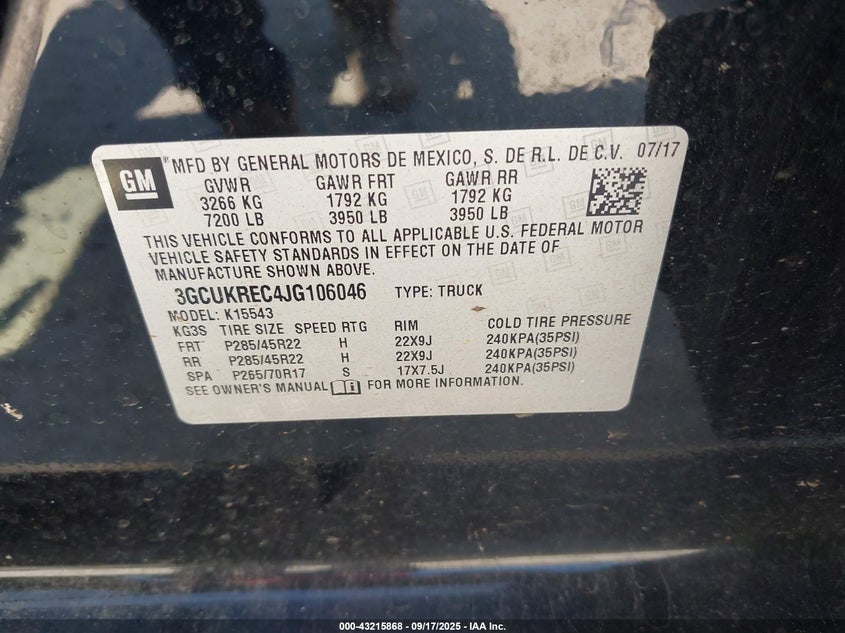 GM ® MFD BY GENERAL MOTORS DE MEXICO, S. DE R.L. DE C.V. 07/17
GVWR GAWR FRT GAWR RR
3266 KG 1792 KG 1792 KG
7200 LB 3950 LB 3950 LB
THIS VEHICLE CONFORMS TO ALL APPLICABLE U.S. FEDERAL MOTOR
VEHICLE SAFETY STANDARDS IN EFFECT ON THE DATE OF
MANUFACTURE SHOWN ABOVE.
3GCUKREC4JG106046 TYPE: TRUCK
MODEL: K15543
KG3S TIRE SIZE SPEED RTG RIM COLD TIRE PRESSURE
FRT P285/45R22 H 22X9J 240KPA(35PSI)
RR P285/45R22 H 22X9J 240KPA(35PSI)
SPA P265/70R17 S 17X7.5J 240KPA(35PSI)
SEE OWNER'S MANUAL FOR MORE INFORMATION.
000-43215868 - 09/17/2025 - IAA Inc.